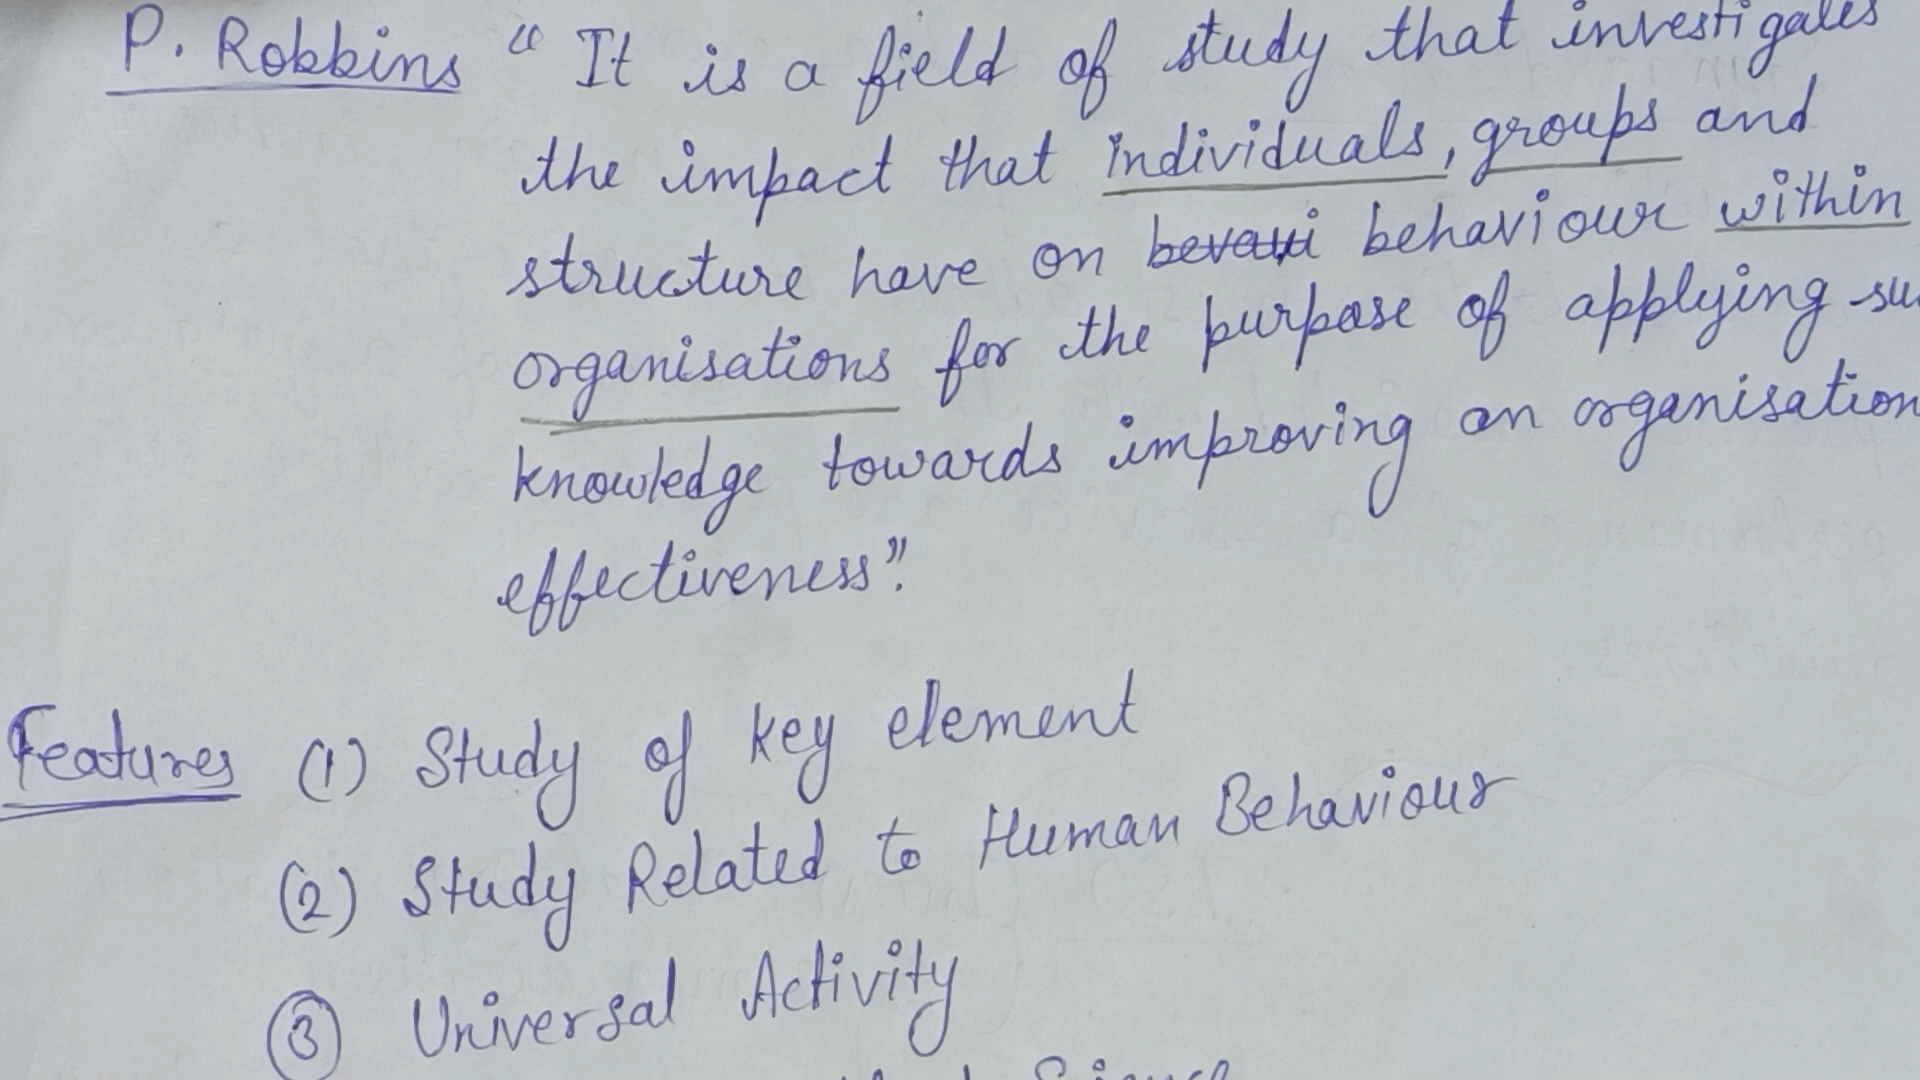 P. Robbins "It is a field of study that investigates
the impact that individuals, groups and
structure have on behaviour within
organisations for the purpose of applying su
knowledge towards improving an organisation
effectiveness".
Features (1) Study of key element
(2) Study Related to Human Behaviour
(3) Universal Activity
Science